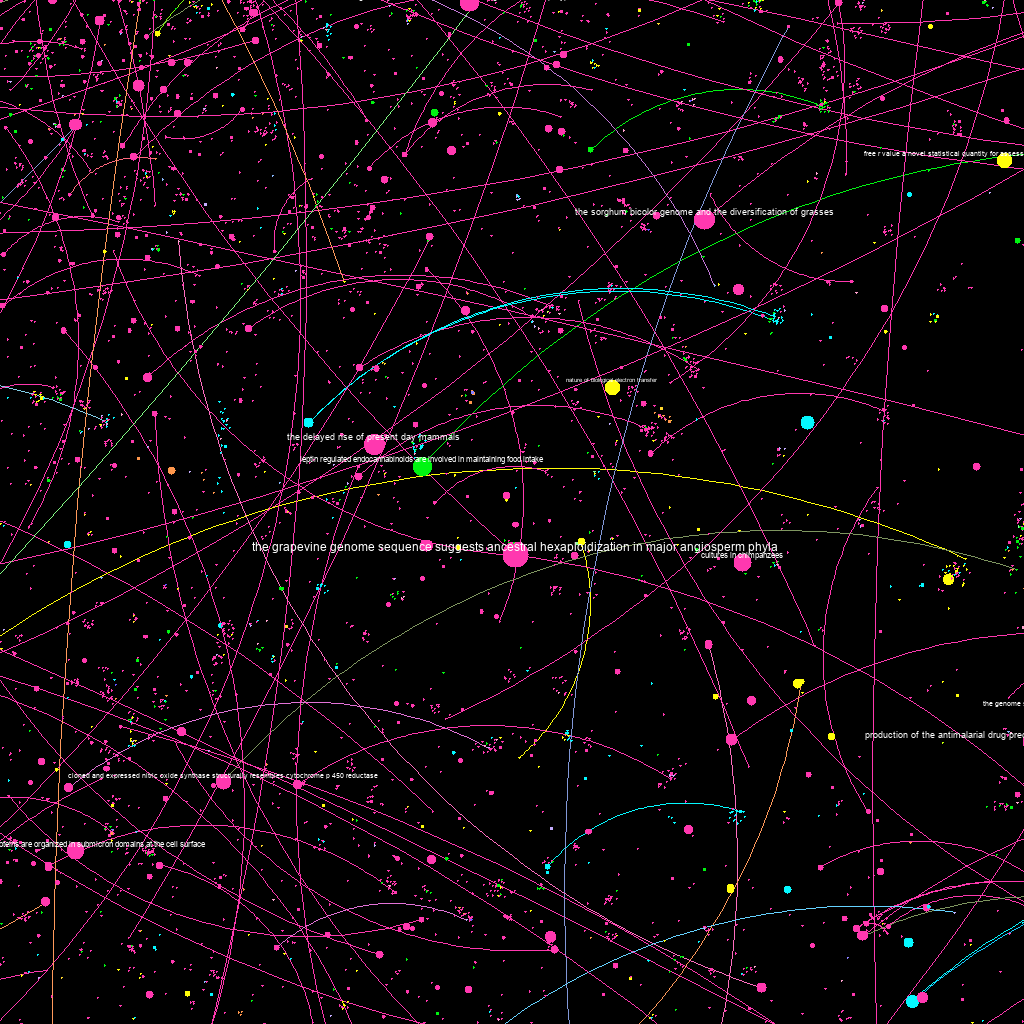 free r value a novel statistical quantity for assess
the sorghum bicolor genome and the diversification of grasses
nature of biological electron transfer
the delayed rise of present day mammals
leptin regulated endocannabinoids are involved in maintaining food intake
the grapevine genome sequence suggests ancestral hexaploidization in major angiosperm phyla
cultures in chimpanzees
the genome s
production of the antimalarial drug pre
cloned and expressed nitric oxide synthase structurally resembles cytochrome p 450 reductase
oteins are organized in submicron domains at the cell surface